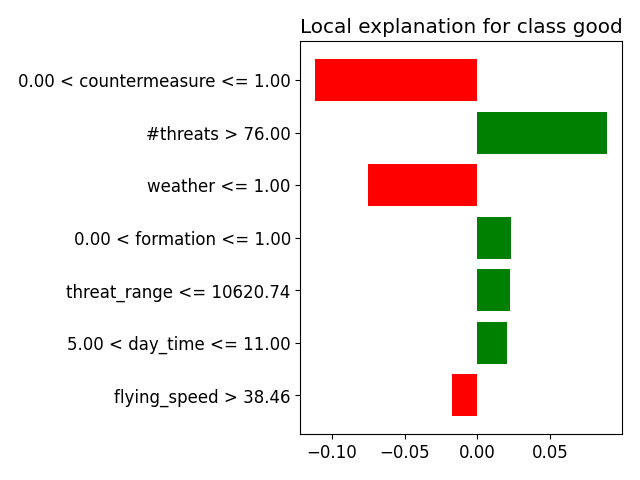 Local explanation for class good
0.00 < countermeasure <= 1.00
#threats > 76.00
weather <= 1.00
0.00 < formation <= 1.00
threat_range <= 10620.74
5.00 < day_time <= 11.00
flying_speed > 38.46
−0.10 −0.05 0.00 0.05